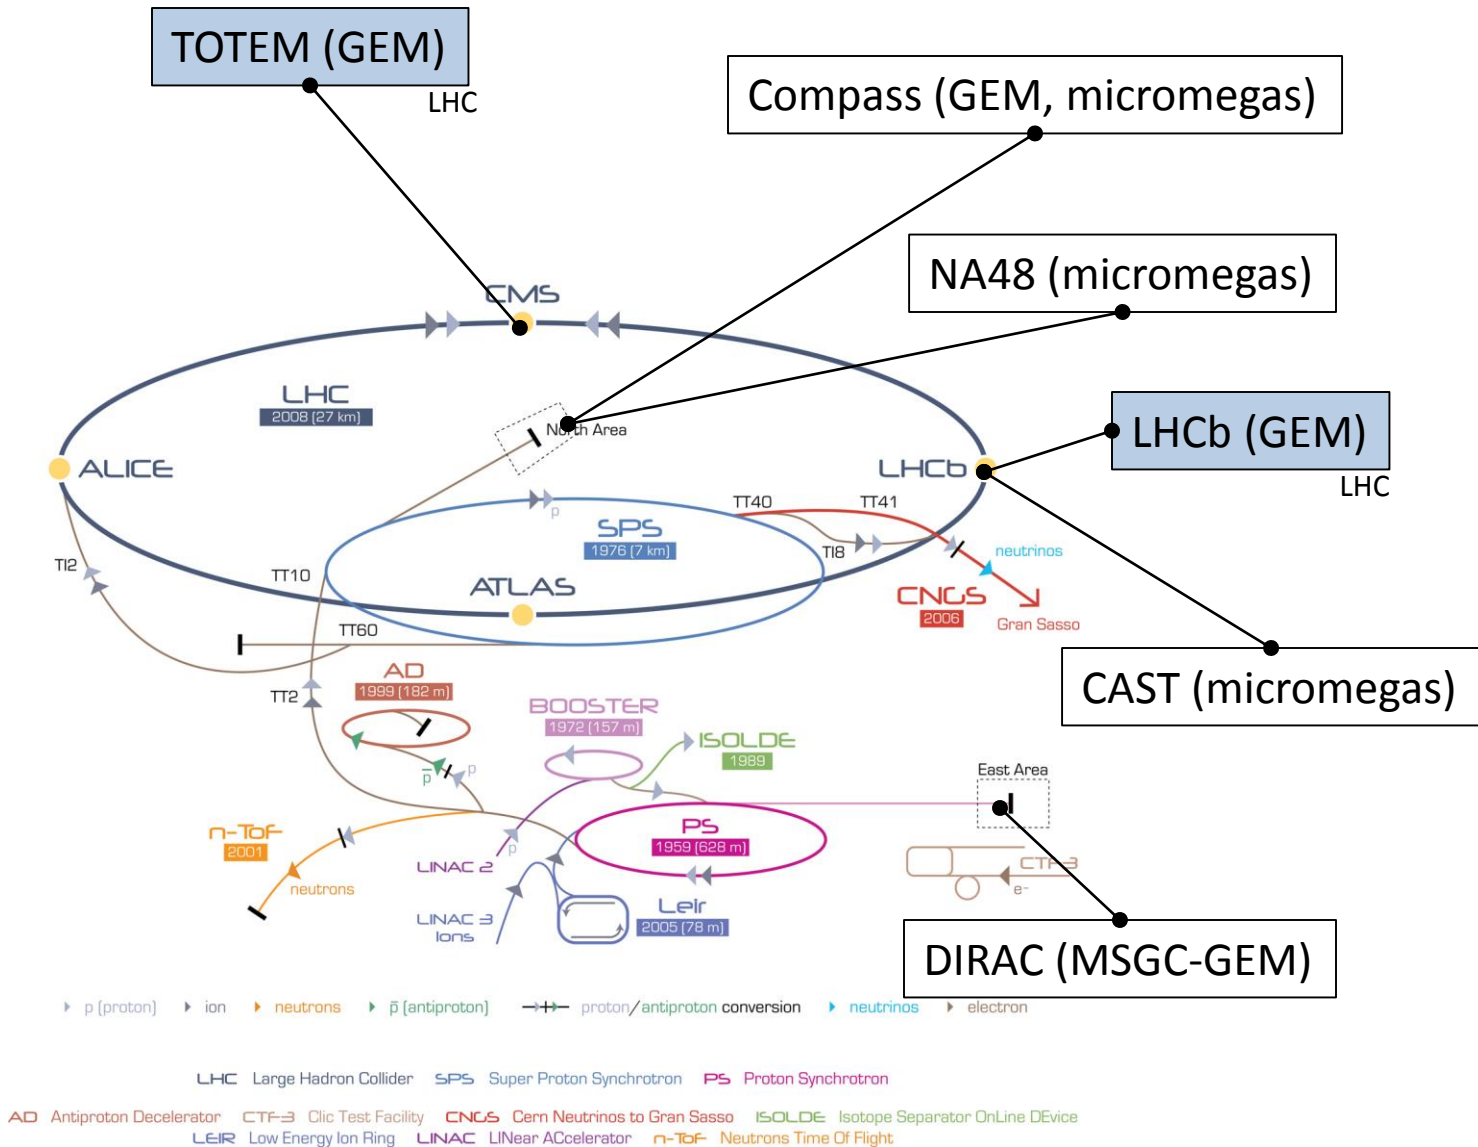 TOTEM (GEM)
LHC
Compass (GEM, micromegas)
NA48 (micromegas)
CMS
LHC
2008 (27 km)
North Area
LHCb (GEM)
LHC
ALICE
LHCb
TT40
TT41
p
SPS
1976 (7 km)
TI8
neutrinos
TI2
TT10
ATLAS
CNGS
2006
Gran Sasso
TT60
AD
1999 (182 m)
TT2
CAST (micromegas)
BOOSTER
1972 (157 m)
ISOLDE
1989
p̄
p
East Area
n-ToF
2001
neutrons
LINAC 2
p
PS
1959 (628 m)
CTF-3
e-
LINAC 3
Ions
Leir
2005 (78 m)
DIRAC (MSGC-GEM)
p (proton) ion neutrons p̄ (antiproton) proton/antiproton conversion neutrinos electron
LHC Large Hadron Collider SPS Super Proton Synchrotron PS Proton Synchrotron
AD Antiproton Decelerator CTF-3 Clic Test Facility CNGS Cern Neutrinos to Gran Sasso ISOLDE Isotope Separator OnLine DEvice
LEIR Low Energy Ion Ring LINAC LINear ACcelerator n-ToF Neutrons Time Of Flight